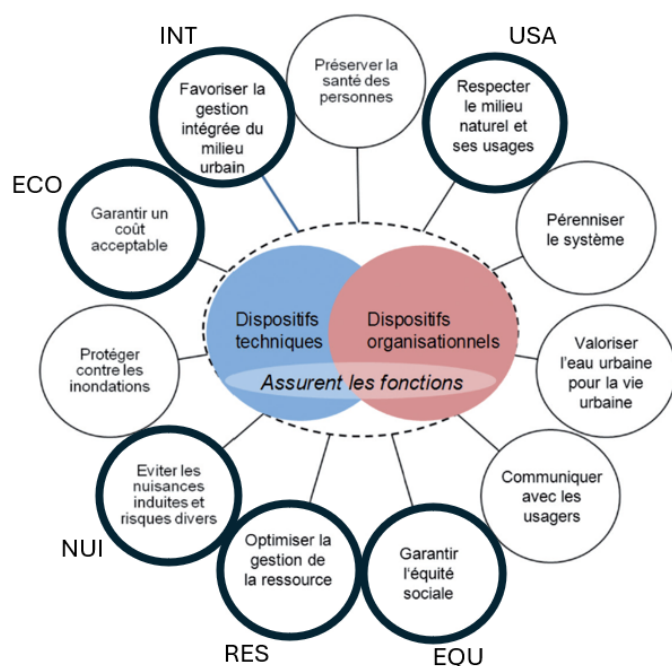 INT
USA
Préserver la
santé des
personnes
Favoriser la
gestion
intégrée du
milieu
urbain
Respecter
le milieu
naturel et
ses usages
ECO
Garantir un
coût
acceptable
Pérenniser
le système
Dispositifs
techniques
Dispositifs
organisationnels
Assurent les fonctions
Protéger
contre les
inondations
Valoriser
l'eau urbaine
pour la vie
urbaine
Eviter les
nuisances
induites et
risques divers
Communiquer
avec les
usagers
NUI
Optimiser la
gestion de
la ressource
Garantir
l'équité
sociale
RES
EQU